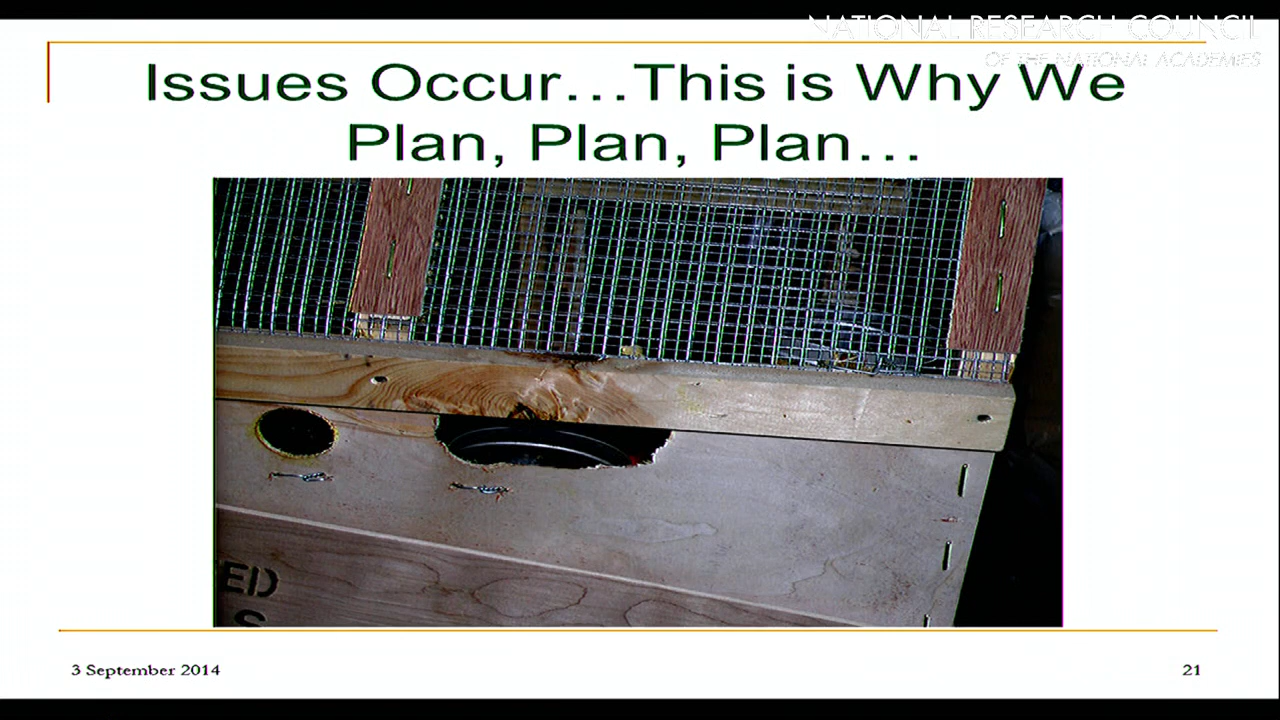 NATIONAL RESEARCH COUNCIL
OF THE NATIONAL ACADEMIES
Issues Occur…This is Why We
Plan, Plan, Plan…
ED
S
3 September 2014
21